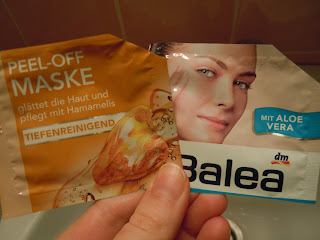 PEEL-OFF
MASKE
glättet die Haut und
pflegt mit Hamamelis
TIEFENREINIGEND
MIT ALOE
VERA
dm
Balea